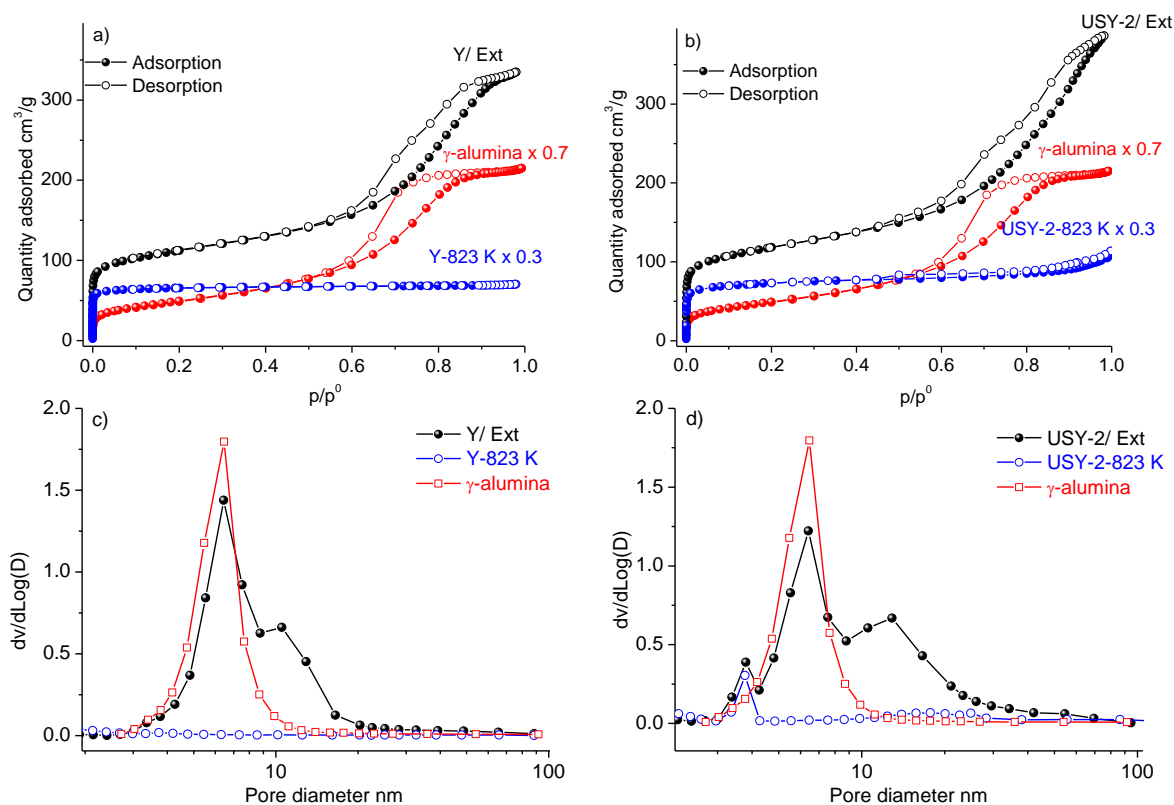 a)
Y/ Ext
Adsorption
Desorption
γ-alumina x 0.7
Y-823 K x 0.3
Quantity adsorbed cm³/g
300
200
100
0
0.0 0.2 0.4 0.6 0.8 1.0
p/p⁰
b)
USY-2/ Ext
Adsorption
Desorption
γ-alumina x 0.7
USY-2-823 K x 0.3
Quantity adsorbed cm³/g
300
200
100
0
0.0 0.2 0.4 0.6 0.8 1.0
p/p⁰
c)
Y/ Ext
Y-823 K
γ-alumina
dv/dLog(D)
2.0
1.5
1.0
0.5
0.0
10 100
Pore diameter nm
d)
USY-2/ Ext
USY-2-823 K
γ-alumina
dv/dLog(D)
2.0
1.5
1.0
0.5
0.0
10 100
Pore diameter nm